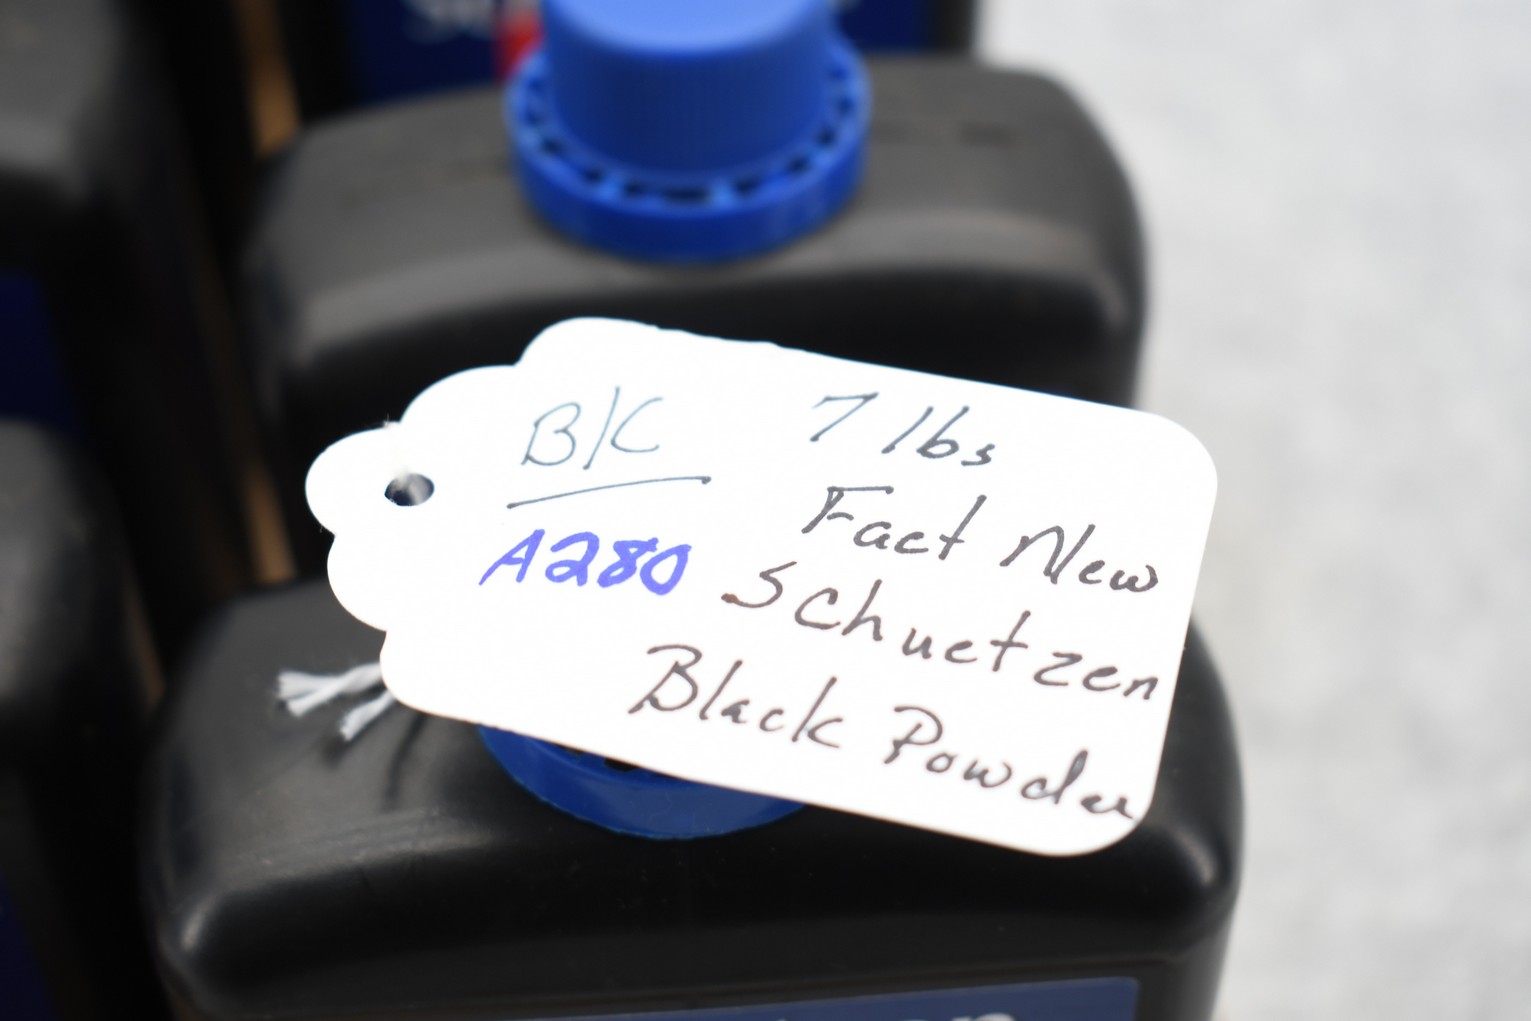 B/C
A280
7 lbs
Fact New
Schuetzen
Black Powder